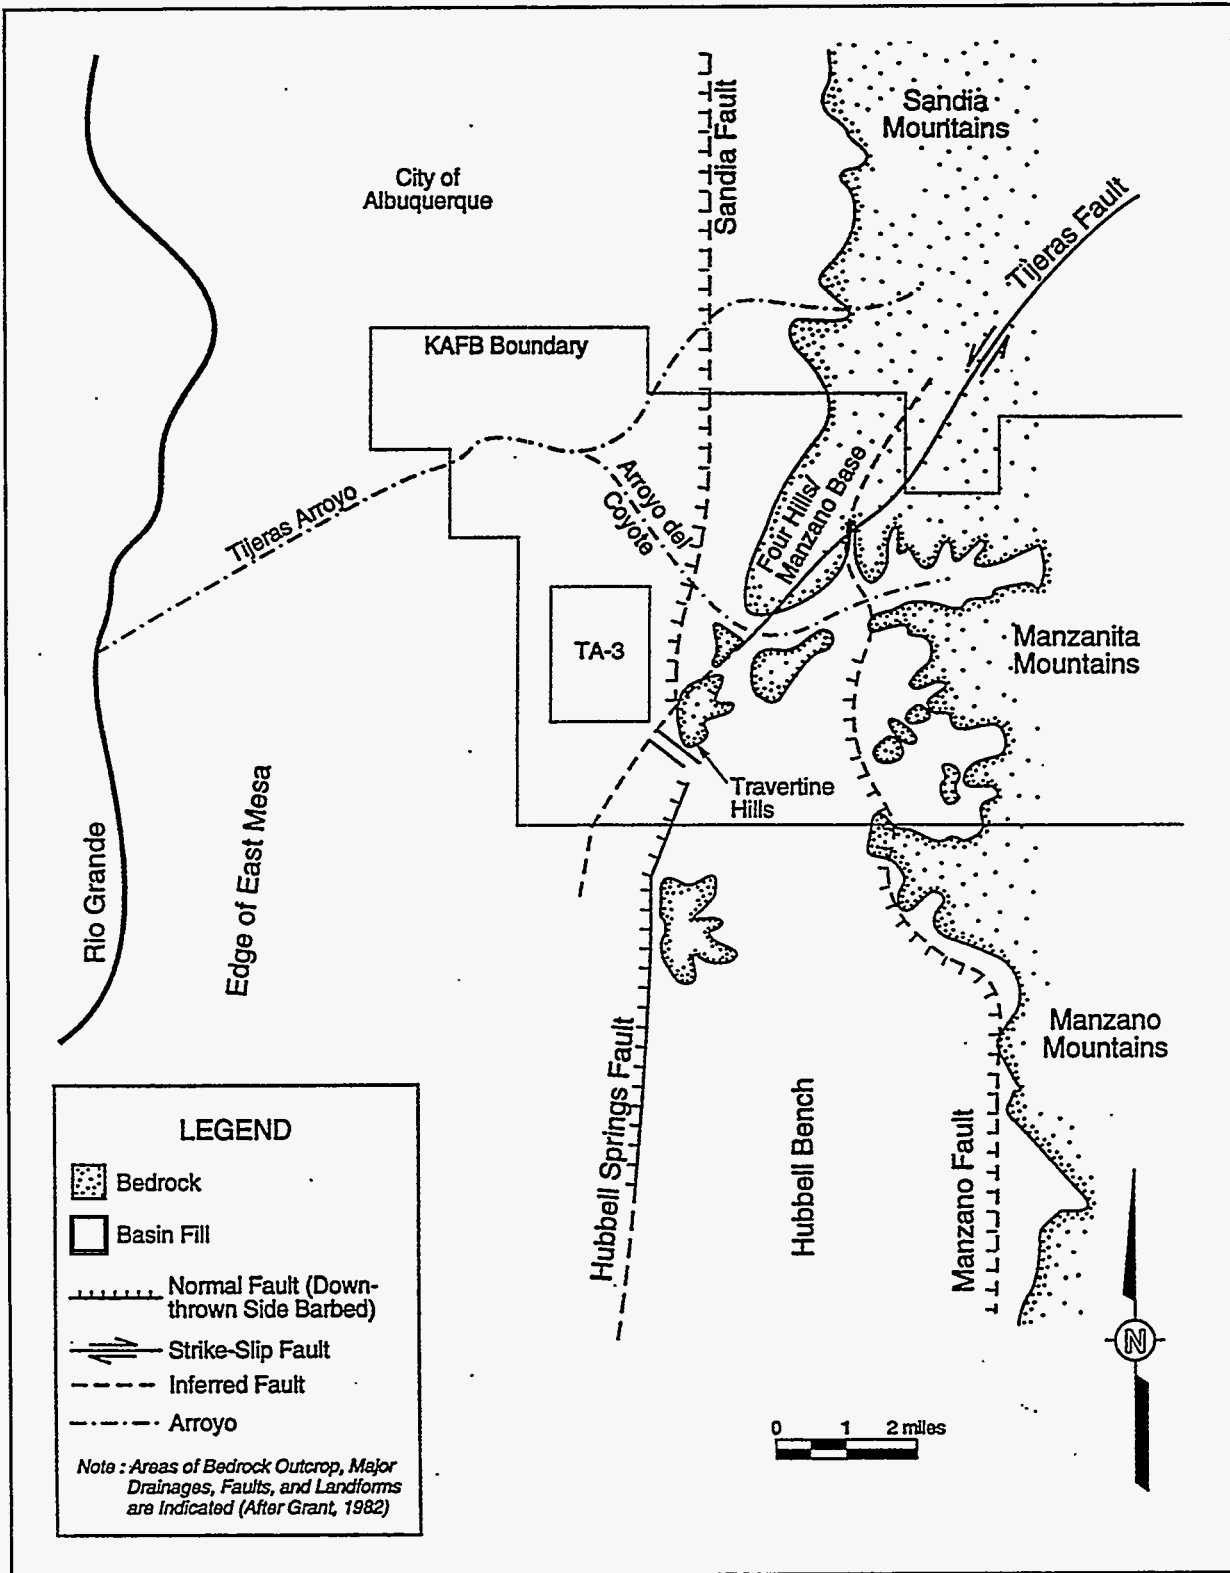 Sandia
Mountains
City of
Albuquerque
Sandia Fault
Tijeras Fault
KAFB Boundary
Tijeras Arroyo
Arroyo del
Coyote
Four Hills/
Manzano Base
TA-3
Manzanita
Mountains
Travertine
Hills
Rio Grande
Edge of East Mesa
Manzano
Mountains
Hubbell Springs Fault
Hubbell Bench
Manzano Fault
LEGEND
Bedrock
Basin Fill
Normal Fault (Down-
thrown Side Barbed)
Strike-Slip Fault
Inferred Fault
Arroyo
Note : Areas of Bedrock Outcrop, Major
Drainages, Faults, and Landforms
are Indicated (After Grant, 1982)
0 1 2 miles
N